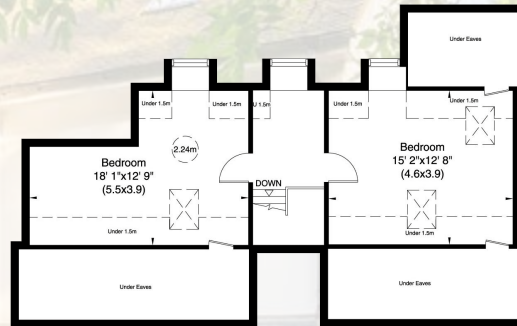 Under Eaves
Under 1.5m
Under 1.5m
U 1.5m
Under 1.5m
Under 1.5m
2.24m
Bedroom
18' 1"x12' 9"
(5.5x3.9)
Bedroom
15' 2"x12' 8"
(4.6x3.9)
DOWN
Under 1.5m
Under 1.5m
Under Eaves
Under Eaves